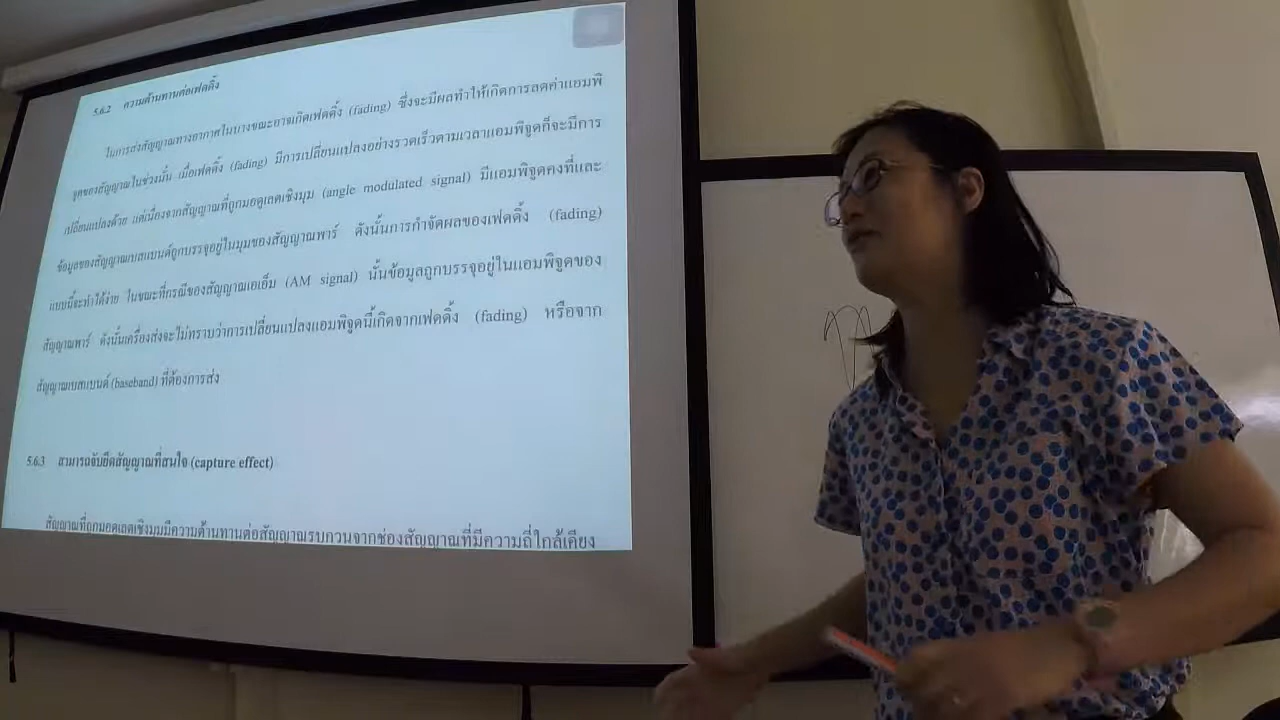 5.6.2 ความต้านทานต่อเฟดดิ้ง
ในการส่งสัญญาณทางอากาศในบางขณะอาจเกิดเฟดดิ้ง (fading) ซึ่งจะมีผลทำให้เกิดการลดค่าแอมพิ
จูดของสัญญาณในช่วงนั้น เมื่อเฟดดิ้ง (fading) มีการเปลี่ยนแปลงอย่างรวดเร็วตามเวลาแอมพิจูดก็จะมีการ
เปลี่ยนแปลงด้วย แต่เนื่องจากสัญญาณที่ถูกมอดูเลตเชิงมุม (angle modulated signal) มีแอมพิจูดคงที่และ
ข้อมูลของสัญญาณเบสแบนด์ถูกบรรจุอยู่ในมุมของสัญญาณพาร์ ดังนั้นการกำจัดผลของเฟดดิ้ง (fading)
แบบนี้จะทำได้ง่าย ในขณะที่กรณีของสัญญาณเอเอ็ม (AM signal) นั้นข้อมูลถูกบรรจุอยู่ในแอมพิจูดของ
สัญญาณพาร์ ดังนั้นเครื่องส่งจะไม่ทราบว่าการเปลี่ยนแปลงแอมพิจูดนี้เกิดจากเฟดดิ้ง (fading) หรือจาก
สัญญาณเบสแบนด์ (baseband) ที่ต้องการส่ง
5.6.3 สามารถจับยึดสัญญาณที่สนใจ (capture effect)
สัญญาณที่ถูกมอดูเลตเชิงมุมมีความต้านทานต่อสัญญาณรบกวนจากช่องสัญญาณที่มีความถี่ใกล้เคียง